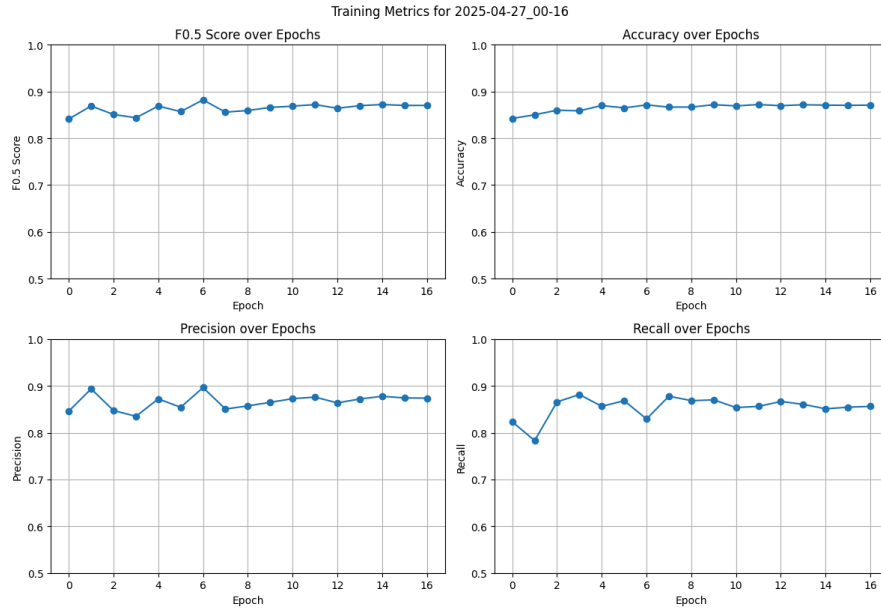 Training Metrics for 2025-04-27_00-16
F0.5 Score over Epochs
1.0
0.9
0.8
0.7
0.6
0.5
F0.5 Score
0 2 4 6 8 10 12 14 16
Epoch
Accuracy over Epochs
1.0
0.9
0.8
0.7
0.6
0.5
Accuracy
0 2 4 6 8 10 12 14 16
Epoch
Precision over Epochs
1.0
0.9
0.8
0.7
0.6
0.5
Precision
0 2 4 6 8 10 12 14 16
Epoch
Recall over Epochs
1.0
0.9
0.8
0.7
0.6
0.5
Recall
0 2 4 6 8 10 12 14 16
Epoch